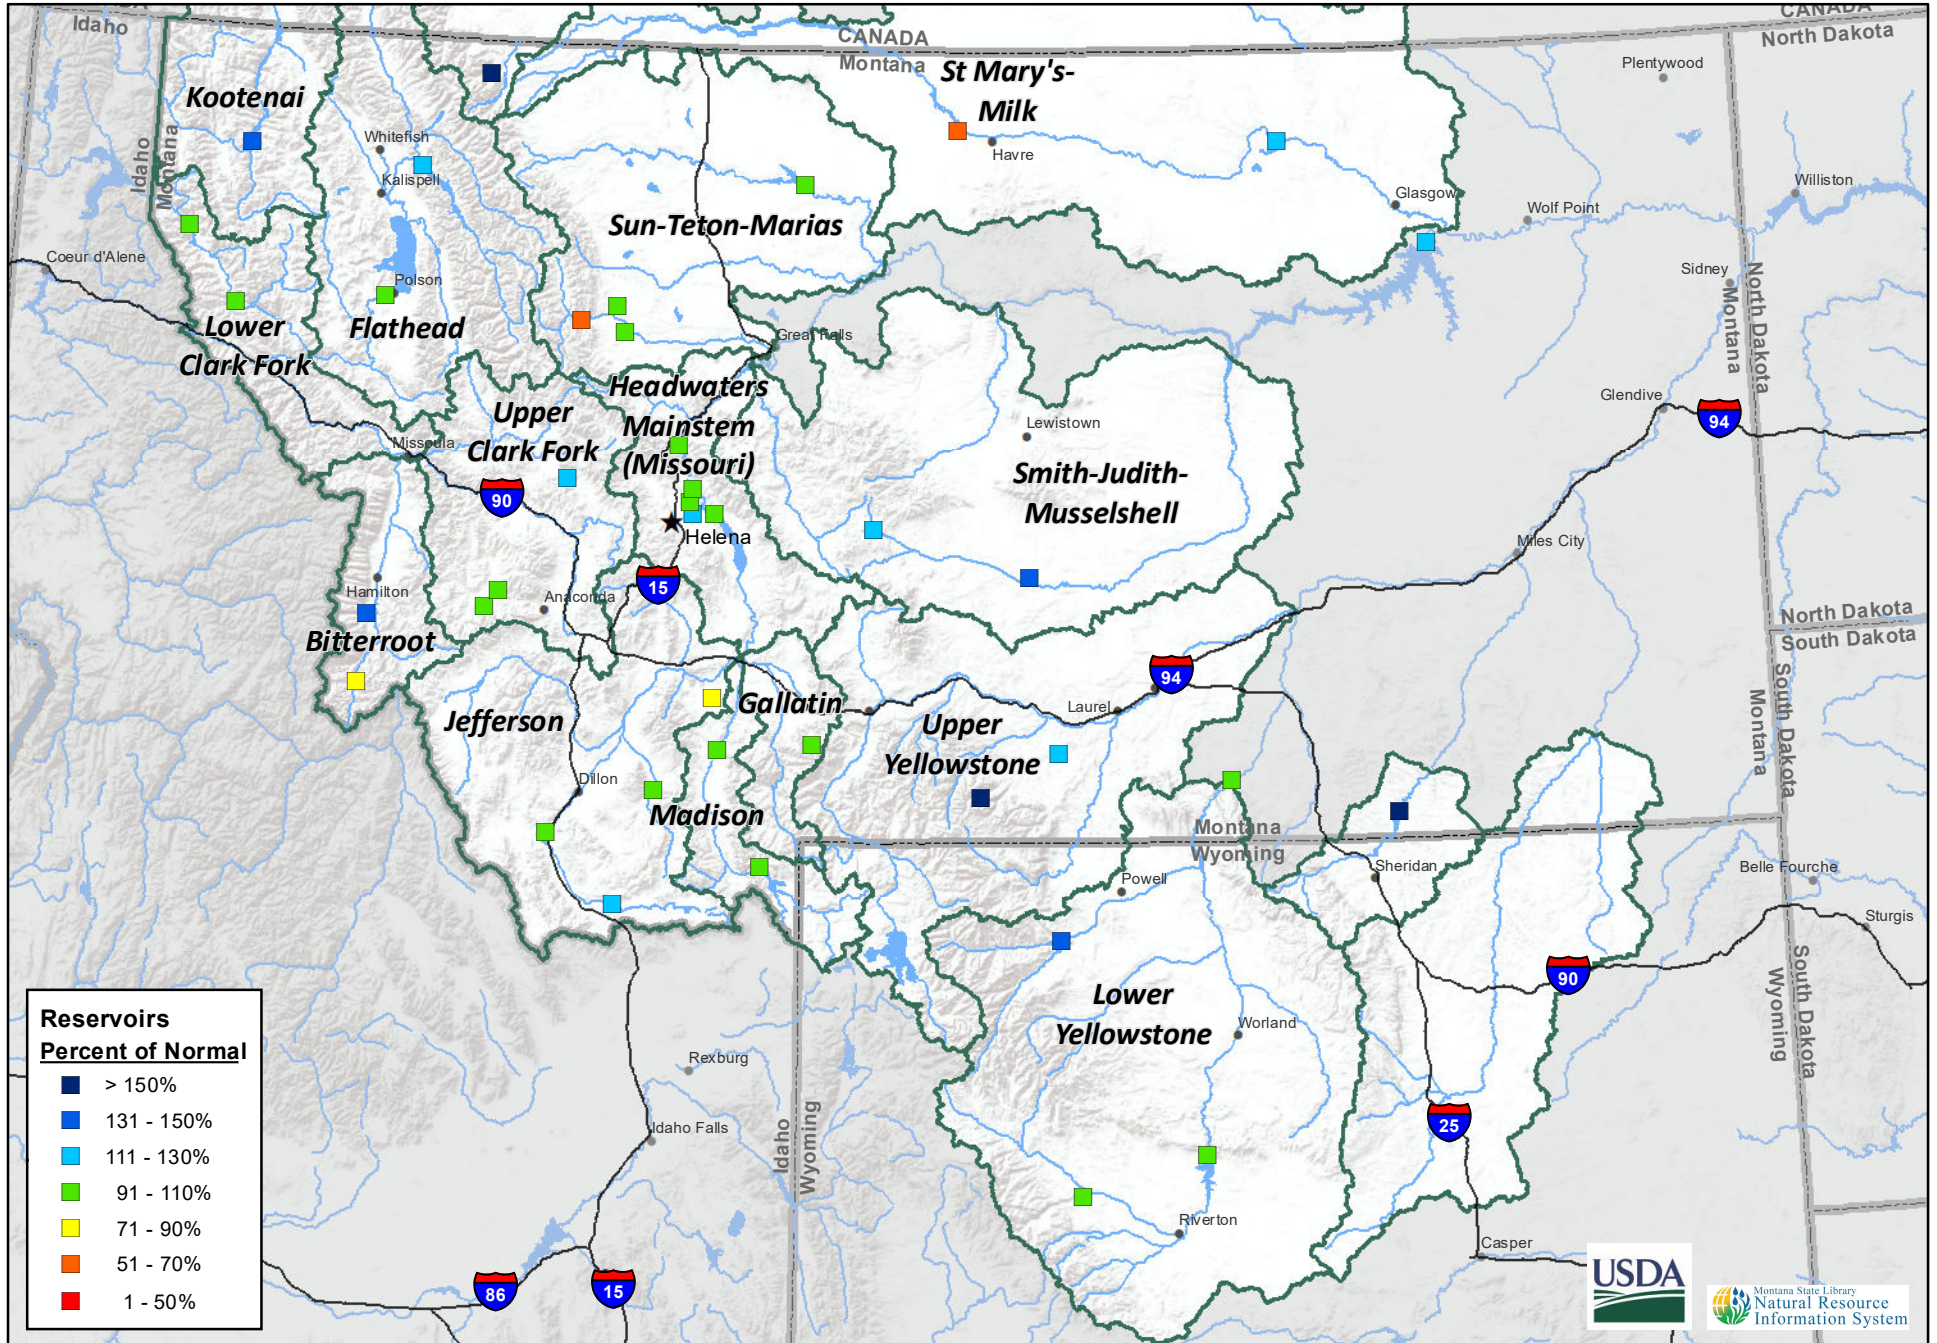 CANADA
Idaho
CANADA
Montana
CANADA
North Dakota
St Mary's-
Milk
Plentywood
Kootenai
Idaho
Montana
Whitefish
Kalispell
Havre
Glasgow
Wolf Point
Williston
Sun-Teton-Marias
Coeur d'Alene
Polson
Sidney
Montana
North Dakota
Lower
Clark Fork
Flathead
Great Falls
Headwaters
Mainstem
(Missouri)
Upper
Clark Fork
Missoula
Lewistown
Glendive
94
Smith-Judith-
Musselshell
90
Helena
Miles City
15
Hamilton
Anaconda
Bitterroot
North Dakota
South Dakota
94
Jefferson
Gallatin
Laurel
Upper
Yellowstone
Montana
South Dakota
Dillon
Madison
Montana
Wyoming
Powell
Sheridan
Belle Fourche
Sturgis
90
Lower
Yellowstone
Worland
Wyoming
South Dakota
Reservoirs
Percent of Normal
> 150%
131 - 150%
111 - 130%
91 - 110%
71 - 90%
51 - 70%
1 - 50%
Rexburg
Idaho Falls
Idaho
Wyoming
25
Riverton
Casper
86
15
USDA
Montana State Library
Natural Resource
Information System